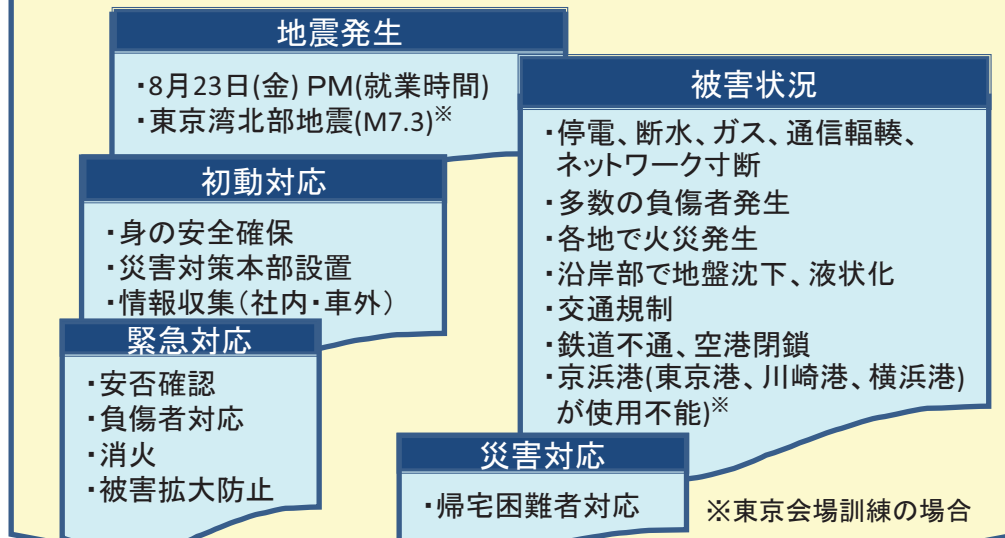 地震発生
・8月23日(金) PM(就業時間)
・東京湾北部地震(M7.3)※
被害状況
・停電、断水、ガス、通信輻輳、
ネットワーク寸断
・多数の負傷者発生
・各地で火災発生
・沿岸部で地盤沈下、液状化
・交通規制
・鉄道不通、空港閉鎖
・京浜港(東京港、川崎港、横浜港)
が使用不能)※
初動対応
・身の安全確保
・災害対策本部設置
・情報収集(社内・車外)
緊急対応
・安否確認
・負傷者対応
・消火
・被害拡大防止
災害対応
・帰宅困難者対応
※東京会場訓練の場合